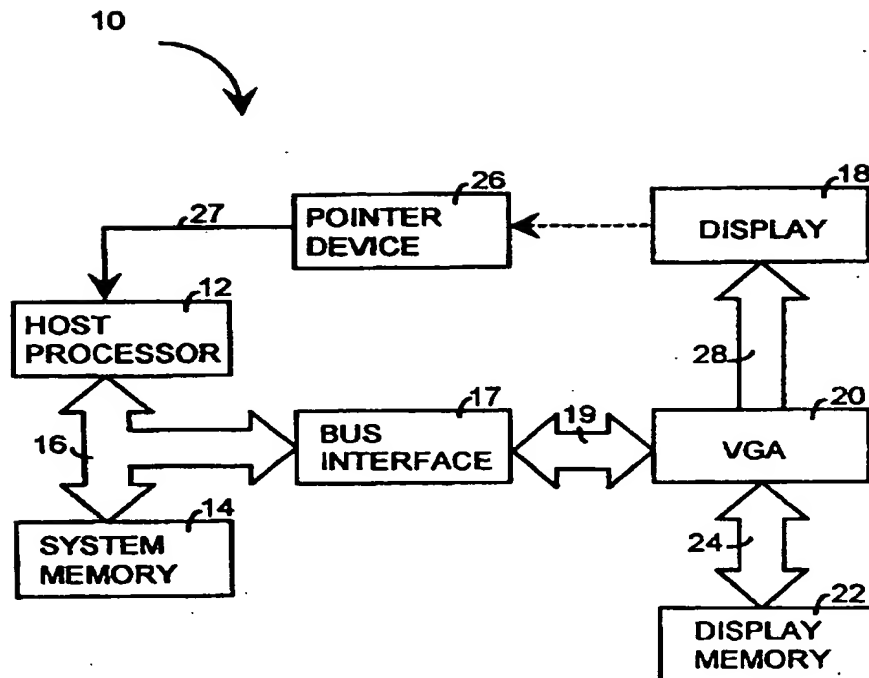 10
26
18
27
POINTER
DEVICE
DISPLAY
12
HOST
PROCESSOR
28
17
19
20
16
BUS
INTERFACE
VGA
14
SYSTEM
MEMORY
24
22
DISPLAY
MEMORY